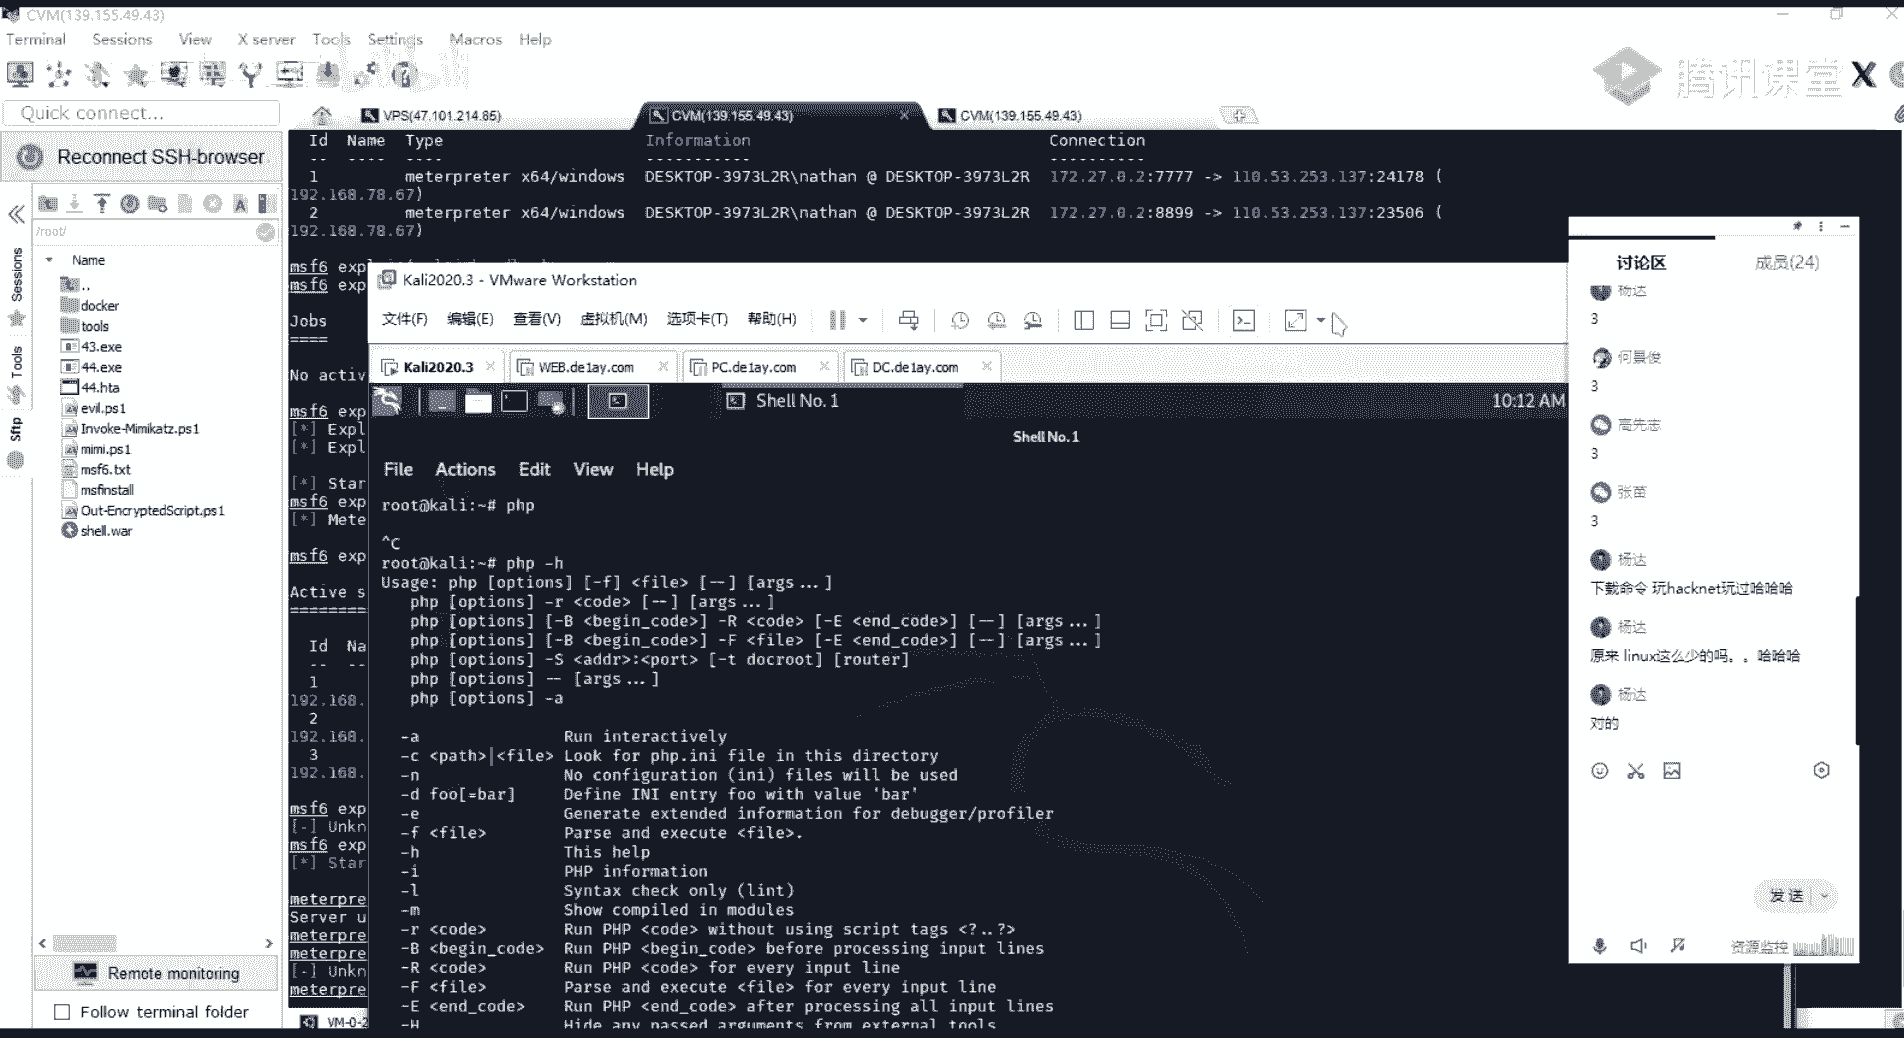 CVM(139.155.49.43)
Terminal Sessions View X server Tools Settings Macros Help
腾讯课堂
Quick connect...
VPS(47.101.214.85)
CVM(139.155.49.43)
CVM(139.155.49.43)
Reconnect SSH-browser
/root/
Name
..
docker
tools
43.exe
44.exe
44.hta
evil.ps1
Invoke-Mimikatz.ps1
mimi.ps1
msf6.txt
msfinstall
Out-EncryptedScript.ps1
shell.war
Sessions
Tools
Sftp
Remote monitoring
Follow terminal folder
Id Name Type Information Connection
-- ---- ---- ----------- ----------
1 meterpreter x64/windows DESKTOP-3973L2R\nathan @ DESKTOP-3973L2R 172.27.0.2:7777 -> 110.53.253.137:24178 (
192.168.78.67)
2 meterpreter x64/windows DESKTOP-3973L2R\nathan @ DESKTOP-3973L2R 172.27.0.2:8899 -> 110.53.253.137:23506 (
192.168.78.67)
msf6 exp
msf6 exp
Jobs
====
No activ
msf6 exp
[*] Expl
[*] Expl
[*] Star
msf6 exp
[*] Mete
msf6 exp
Active s
========
Id Na
-- --
1
192.168.
2
192.168.
3
192.168.
msf6 exp
[-] Unkn
msf6 exp
[*] Star
meterpre
Server u
meterpre
meterpre
[-] Unkn
meterpre
VM-0-2
Kali2020.3 - VMware Workstation
文件(F) 编辑(E) 查看(V) 虚拟机(M) 选项卡(T) 帮助(H)
Kali2020.3
WEB.de1ay.com
PC.de1ay.com
DC.de1ay.com
Shell No. 1
10:12 AM
Shell No. 1
File Actions Edit View Help
root@kali:~# php
^C
root@kali:~# php -h
Usage: php [options] [-f] <file> [--] [args...]
php [options] -r <code> [--] [args...]
php [options] [-B <begin_code>] -R <code> [-E <end_code>] [--] [args...]
php [options] [-B <begin_code>] -F <file> [-E <end_code>] [--] [args...]
php [options] -S <addr>:<port> [-t docroot] [router]
php [options] -- [args...]
php [options] -a
-a Run interactively
-c <path>|<file> Look for php.ini file in this directory
-n No configuration (ini) files will be used
-d foo[=bar] Define INI entry foo with value 'bar'
-e Generate extended information for debugger/profiler
-f <file> Parse and execute <file>.
-h This help
-i PHP information
-l Syntax check only (lint)
-m Show compiled in modules
-r <code> Run PHP <code> without using script tags <?..?>
-B <begin_code> Run PHP <begin_code> before processing input lines
-R <code> Run PHP <code> for every input line
-F <file> Parse and execute <file> for every input line
-E <end_code> Run PHP <end_code> after processing all input lines
-H Hide any passed arguments from external tools
讨论区 成员(24)
杨达
3
何景俊
3
高先志
3
张苗
3
杨达
下载命令 玩hacknet玩过哈哈哈
杨达
原来 linux这么少的吗。。哈哈哈
杨达
对的
发送
资源监控